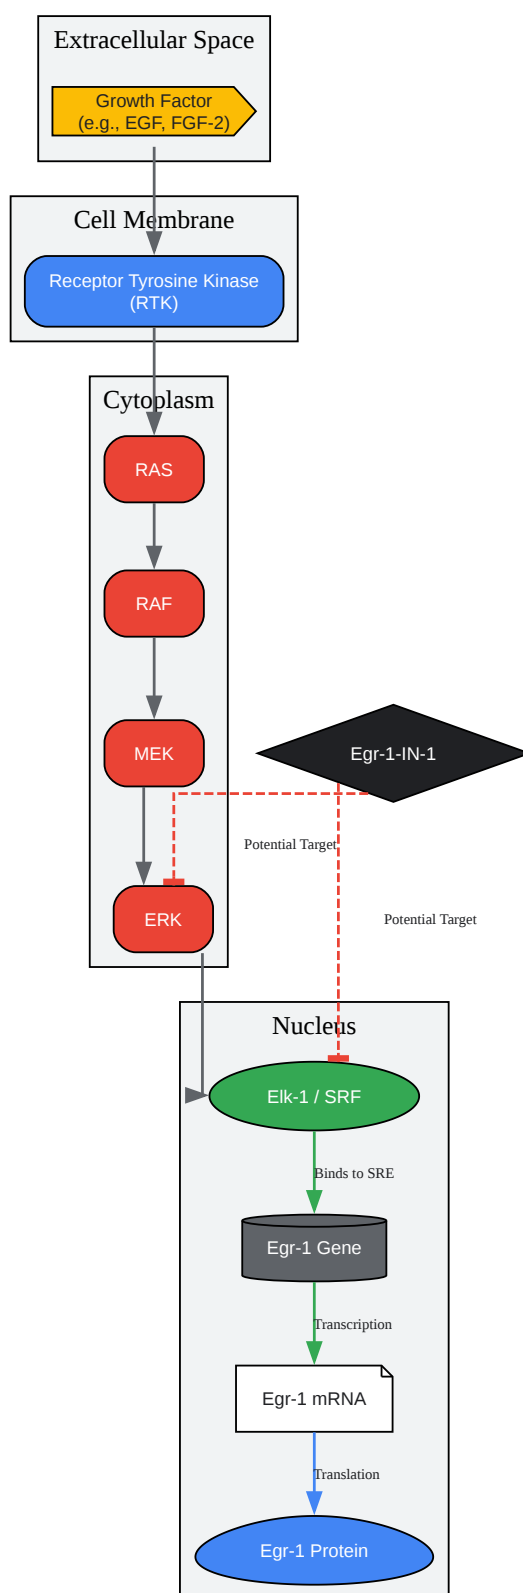 Extracellular Space
Growth Factor
(e.g., EGF, FGF-2)
Cell Membrane
Receptor Tyrosine Kinase
(RTK)
Cytoplasm
RAS
RAF
MEK
Egr-1-IN-1
Potential Target
ERK
Potential Target
Nucleus
Elk-1 / SRF
Binds to SRE
Egr-1 Gene
Transcription
Egr-1 mRNA
Translation
Egr-1 Protein